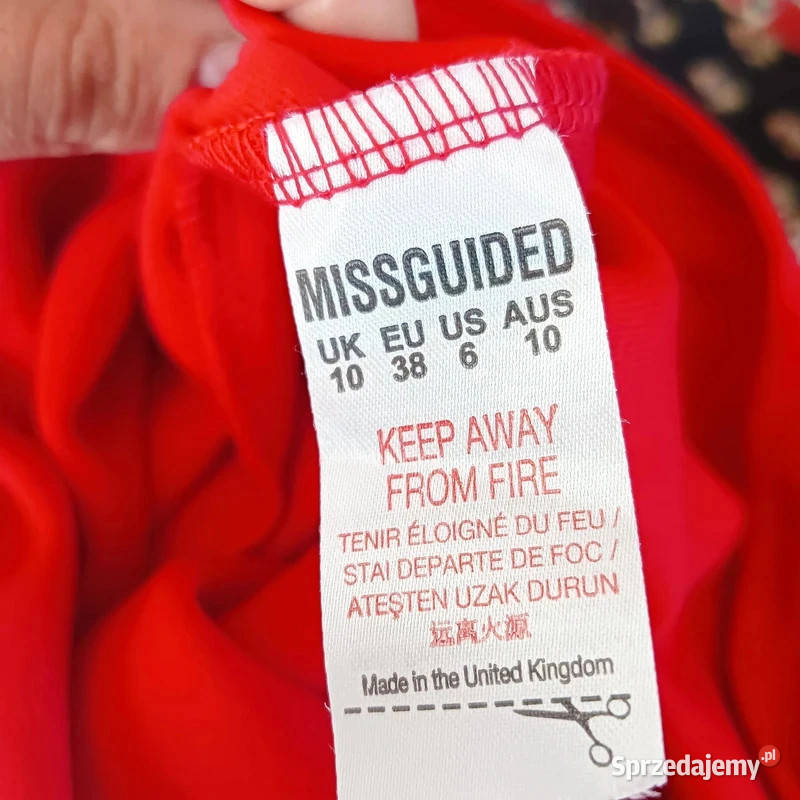 MISSGUIDED
UK EU US AUS
10 38 6 10
KEEP AWAY
FROM FIRE
TENIR ÉLOIGNÉ DU FEU /
STAI DEPARTE DE FOC /
ATEŞTEN UZAK DURUN
远离火源
Made in the United Kingdom
Sprzedajemy.pl